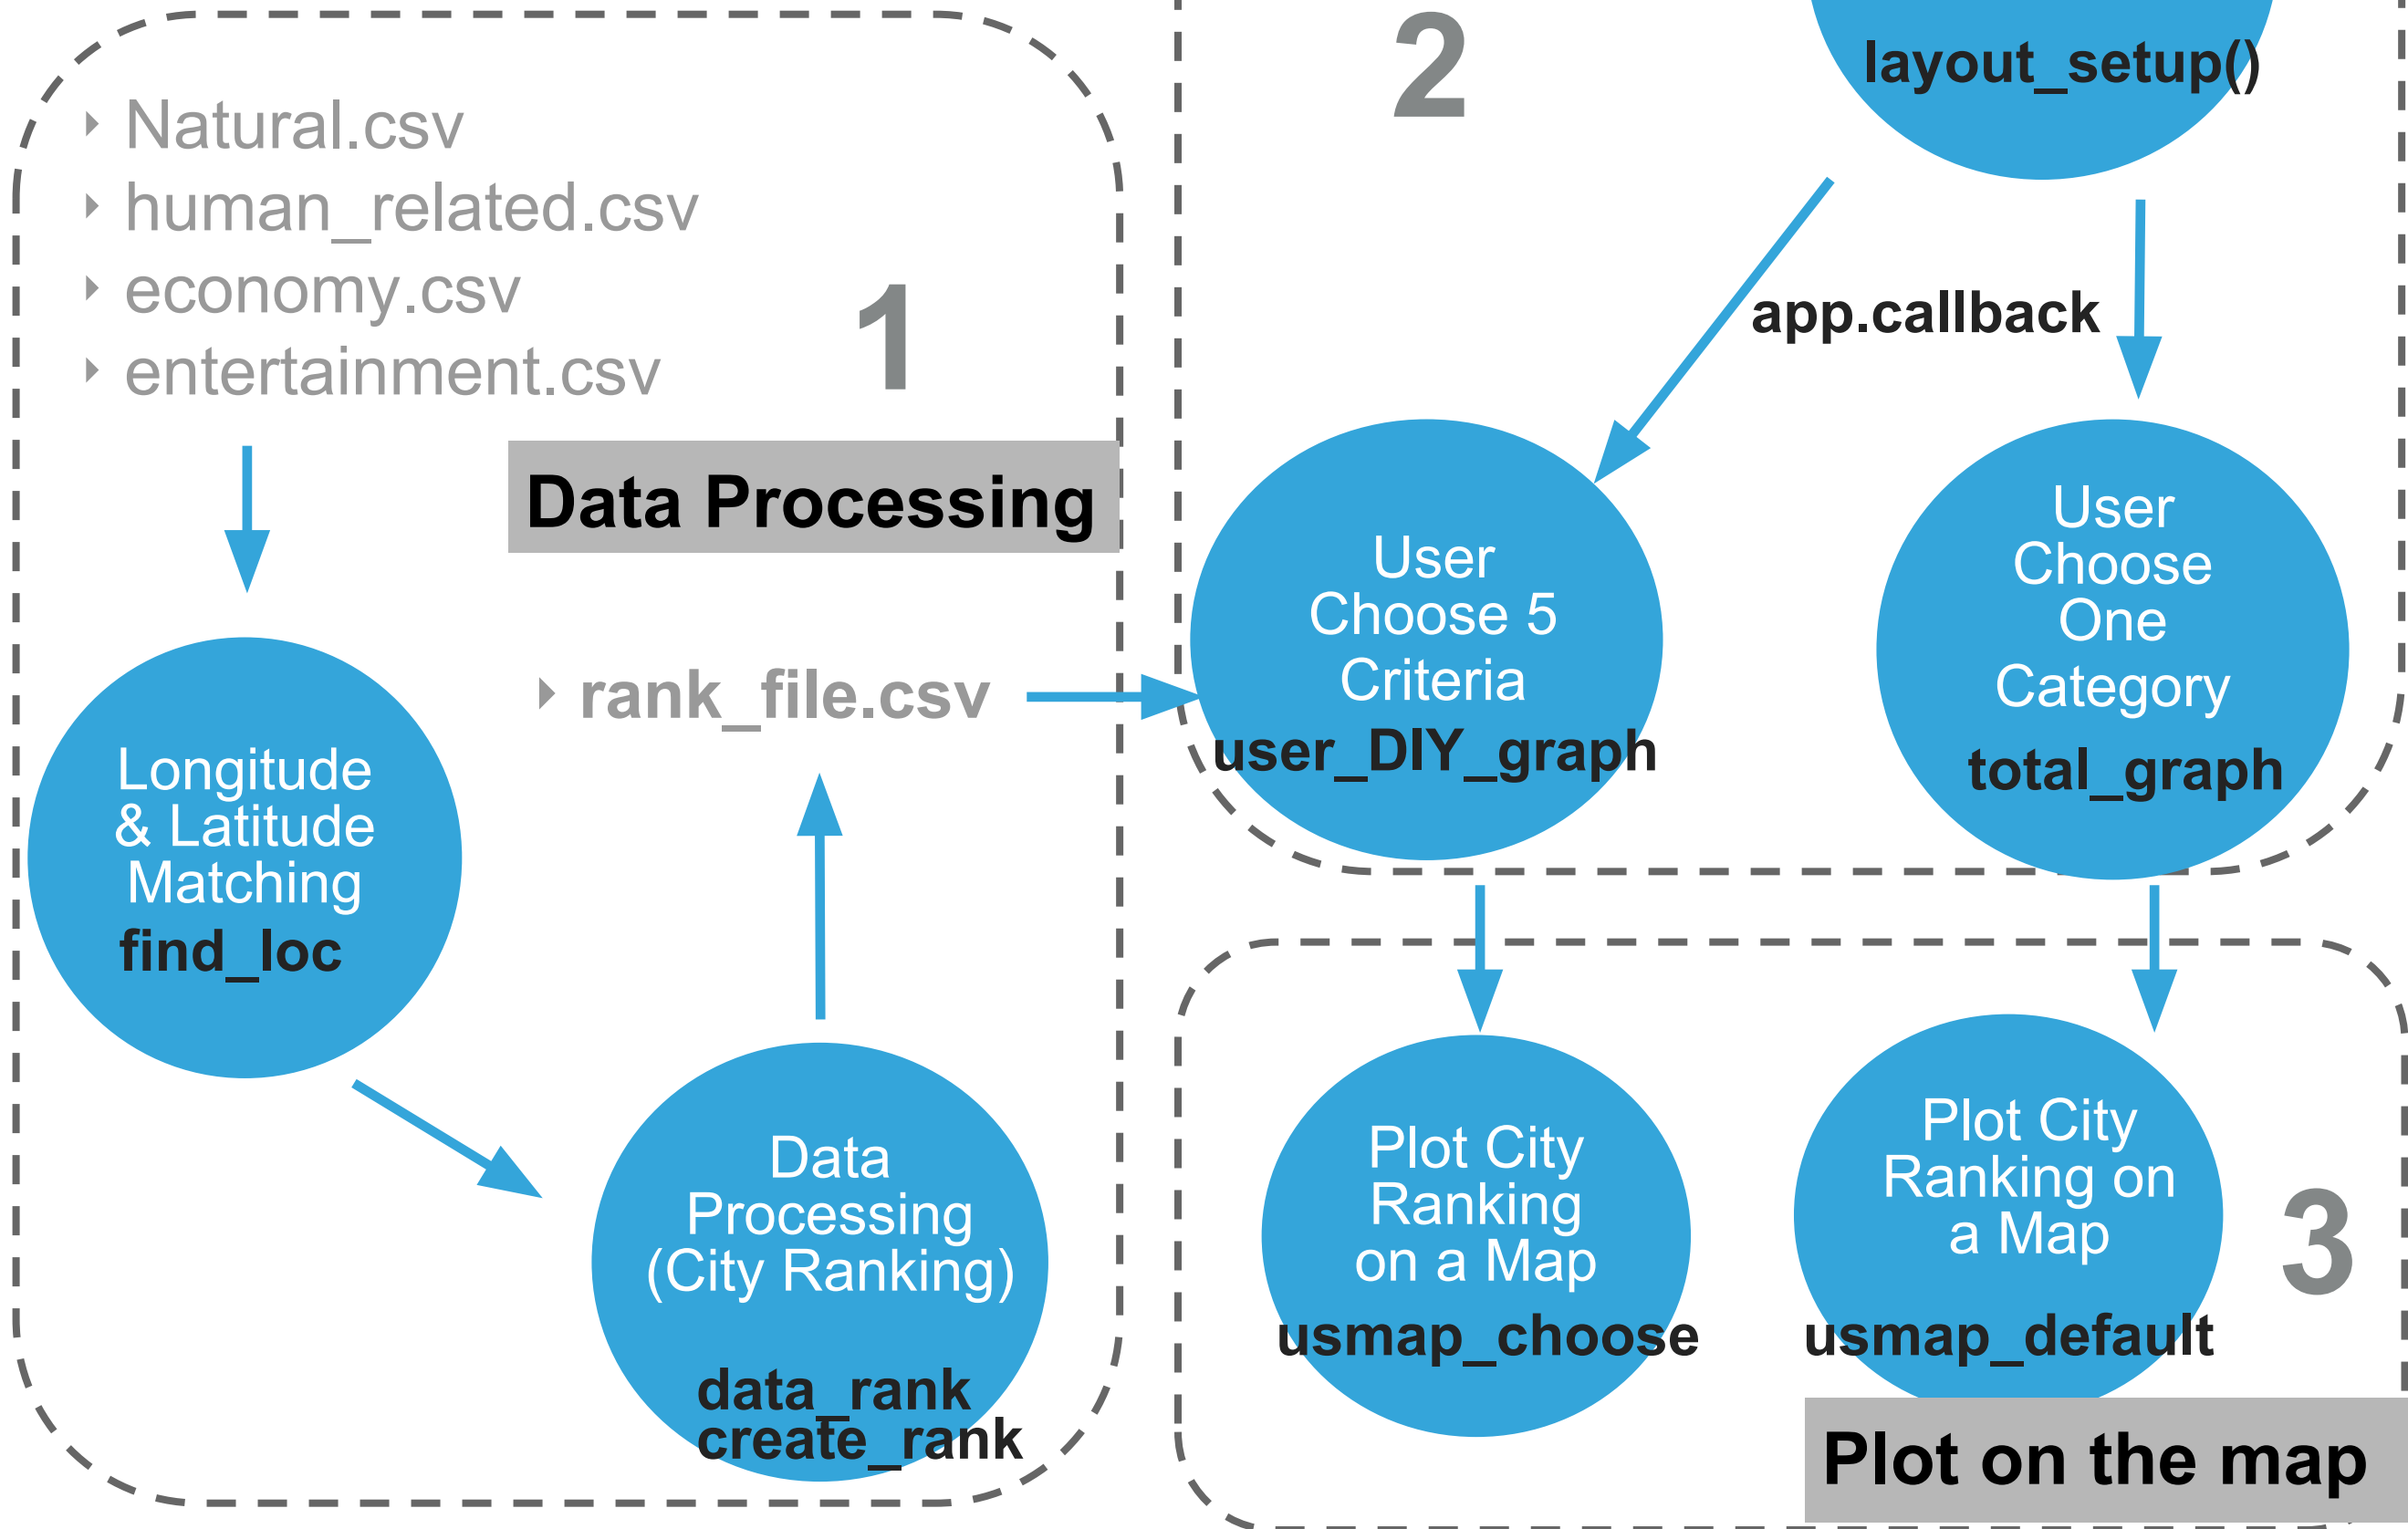 Natural.csv
human_related.csv
economy.csv
entertainment.csv
1
Data Processing
rank_file.csv
Longitude
& Latitude
Matching
find_loc
Data
Processing
(City Ranking)
data_rank
create_rank
2
layout_setup()
app.callback
User
Choose 5
Criteria
user_DIY_graph
User
Choose
One
Category
total_graph
Plot City
Ranking
on a Map
usmap_choose
Plot City
Ranking on
a Map
usmap_default
3
Plot on the map